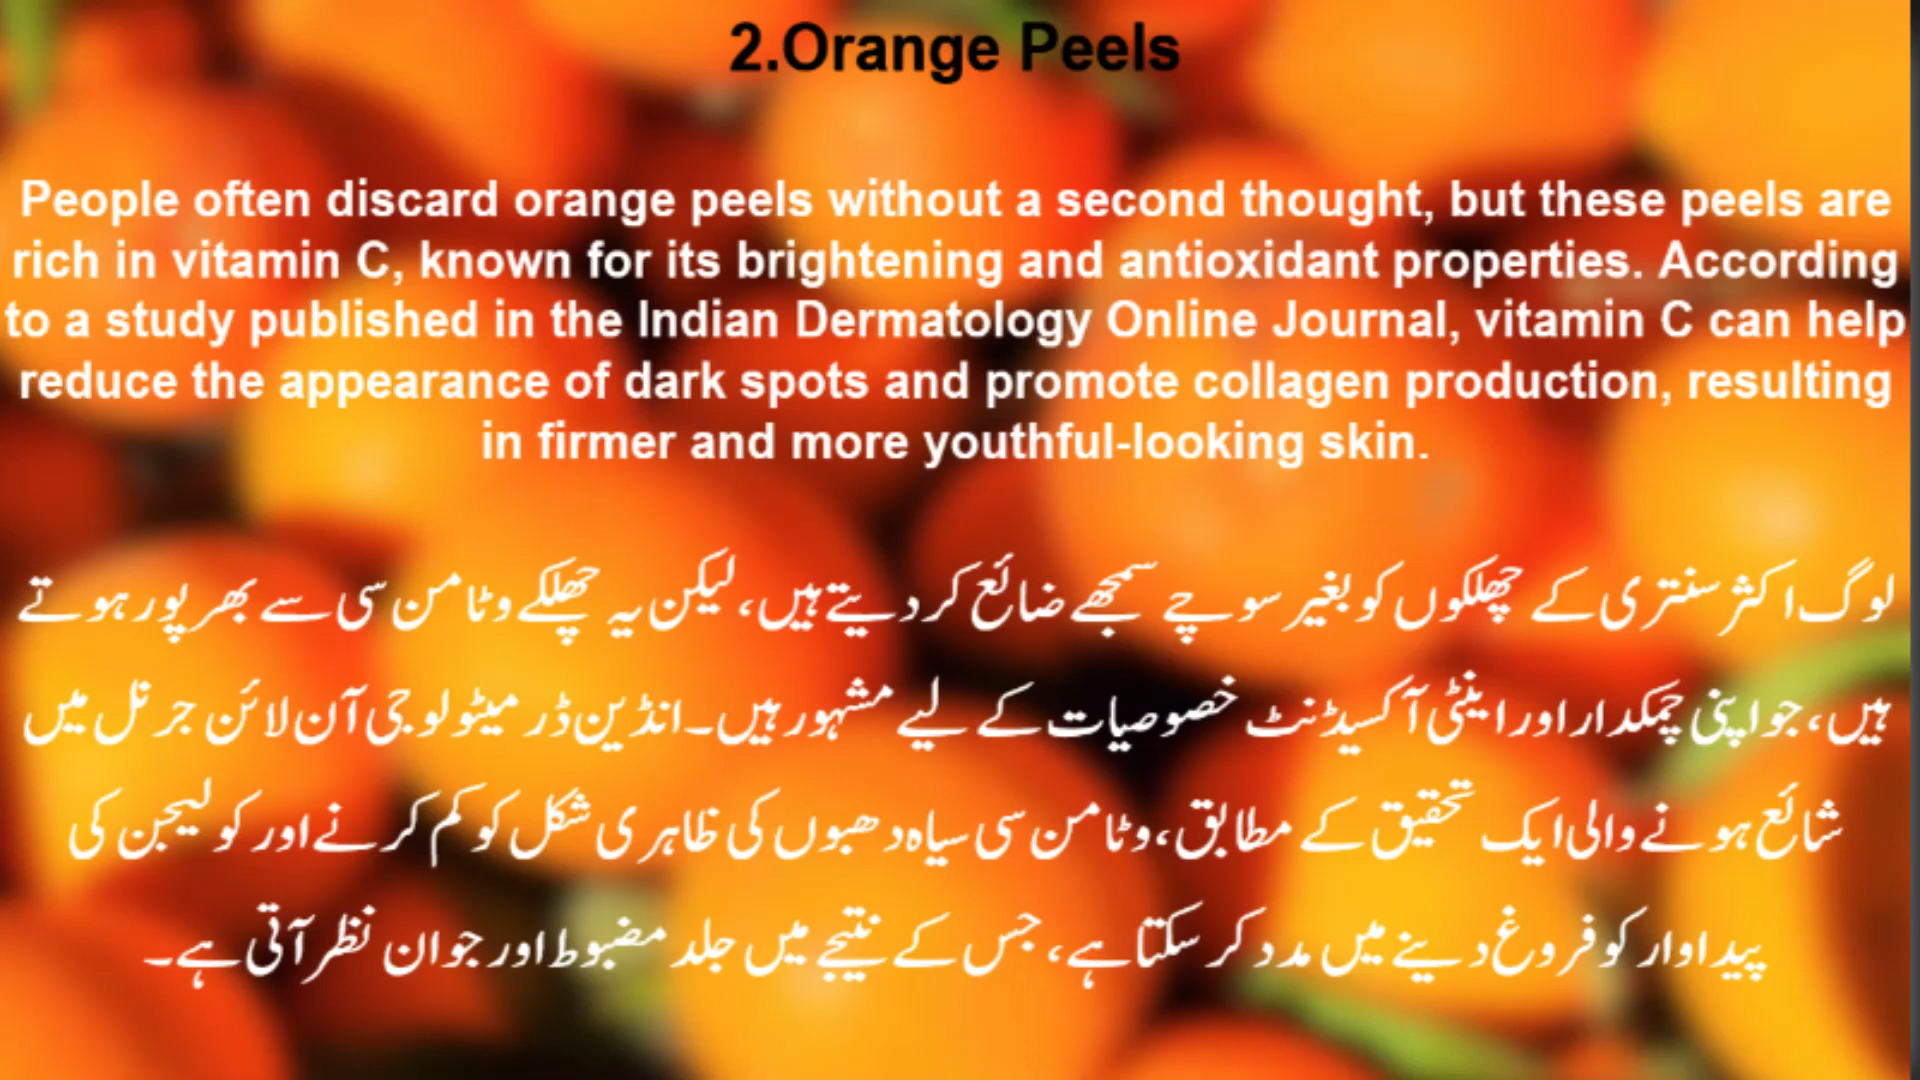 2.Orange Peels
People often discard orange peels without a second thought, but these peels are
rich in vitamin C, known for its brightening and antioxidant properties. According
to a study published in the Indian Dermatology Online Journal, vitamin C can help
reduce the appearance of dark spots and promote collagen production, resulting
in firmer and more youthful-looking skin.
لوگ اکثر سنتری کے چھلکوں کو بغیر سوچے سمجھے ضائع کر دیتے ہیں، لیکن یہ چھلکے وٹامن سی سے بھرپور ہوتے
ہیں، جو اپنی چمکدار اور اینٹی آکسیڈنٹ خصوصیات کے لیے مشہور ہیں۔ انڈین ڈرمیٹولوجی آن لائن جرنل میں
شائع ہونے والی ایک تحقیق کے مطابق، وٹامن سی سیاہ دھبوں کی ظاہری شکل کو کم کرنے اور کولیجن کی
پیداوار کو فروغ دینے میں مدد کر سکتا ہے، جس کے نتیجے میں جلد مضبوط اور جوان نظر آتی ہے۔